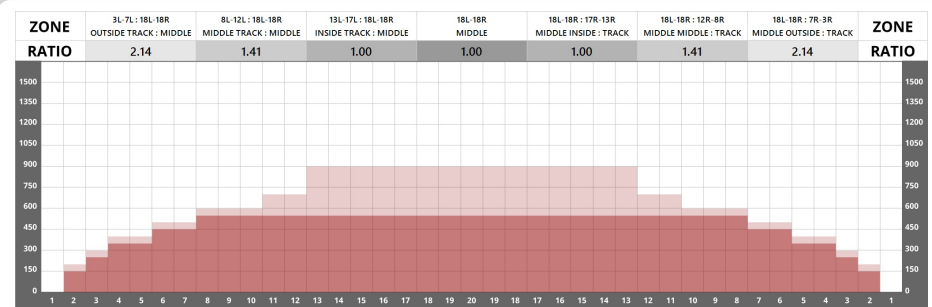 ZONE 3L-7L : 18L-18R 8L-12L : 18L-18R 13L-17L : 18L-18R 18L-18R 18L-18R : 17R-13R 18L-18R : 12R-8R 18L-18R : 7R-3R ZONE
OUTSIDE TRACK : MIDDLE MIDDLE TRACK : MIDDLE INSIDE TRACK : MIDDLE MIDDLE MIDDLE INSIDE : TRACK MIDDLE MIDDLE : TRACK MIDDLE OUTSIDE : TRACK
RATIO 2.14 1.41 1.00 1.00 1.00 1.41 2.14 RATIO
1500 1500
1350 1350
1200 1200
1050 1050
900 900
750 750
600 600
450 450
300 300
150 150
0 0
1 2 3 4 5 6 7 8 9 10 11 12 13 14 15 16 17 18 19 20 19 18 17 16 15 14 13 12 11 10 9 8 7 6 5 4 3 2 1